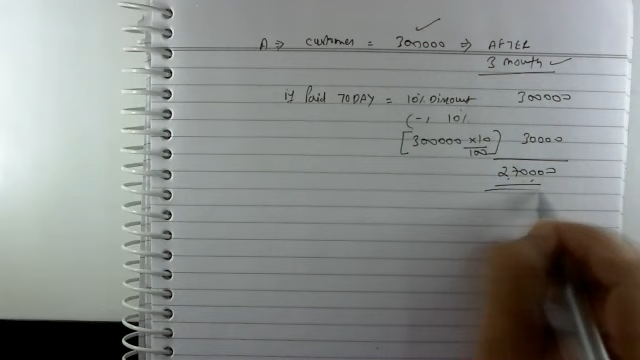 A ⇒ customer = 300000 ⇒ AFTER
3 month ✓
if Paid TODAY = 10% Discount 300000
(-) 10%
[300000 × 10/100] 30000
270000